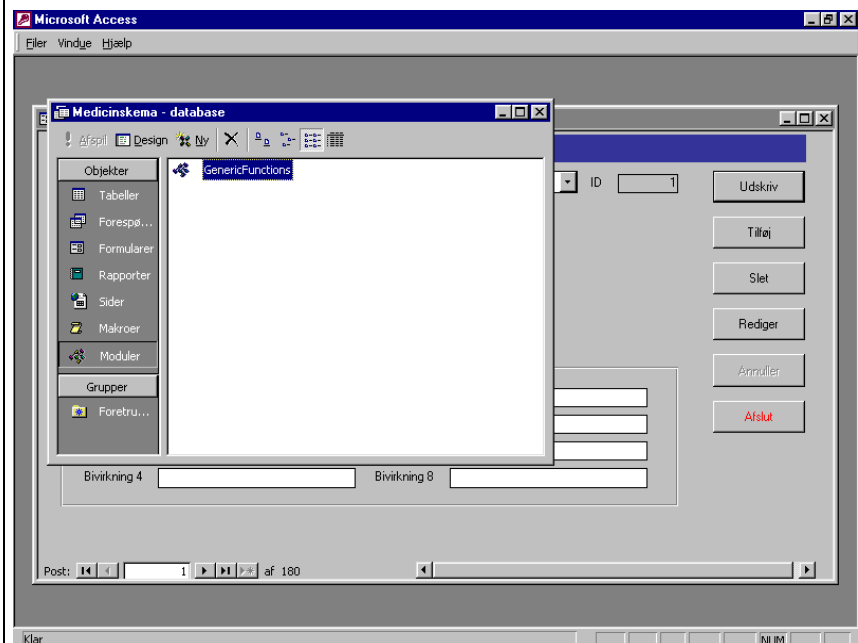 Microsoft Access
Filer Vindue Hjælp
Medicinskema - database
Afspil Design Ny
Objekter
GenericFunctions
Tabeller
Forespø...
Formularer
Rapporter
Sider
Makroer
Moduler
Grupper
Foretru...
ID 1
Udskriv
Tilføj
Slet
Rediger
Annuller
Afslut
Bivirkning 4 Bivirkning 8
Post: 1 af 180
Klar NUM